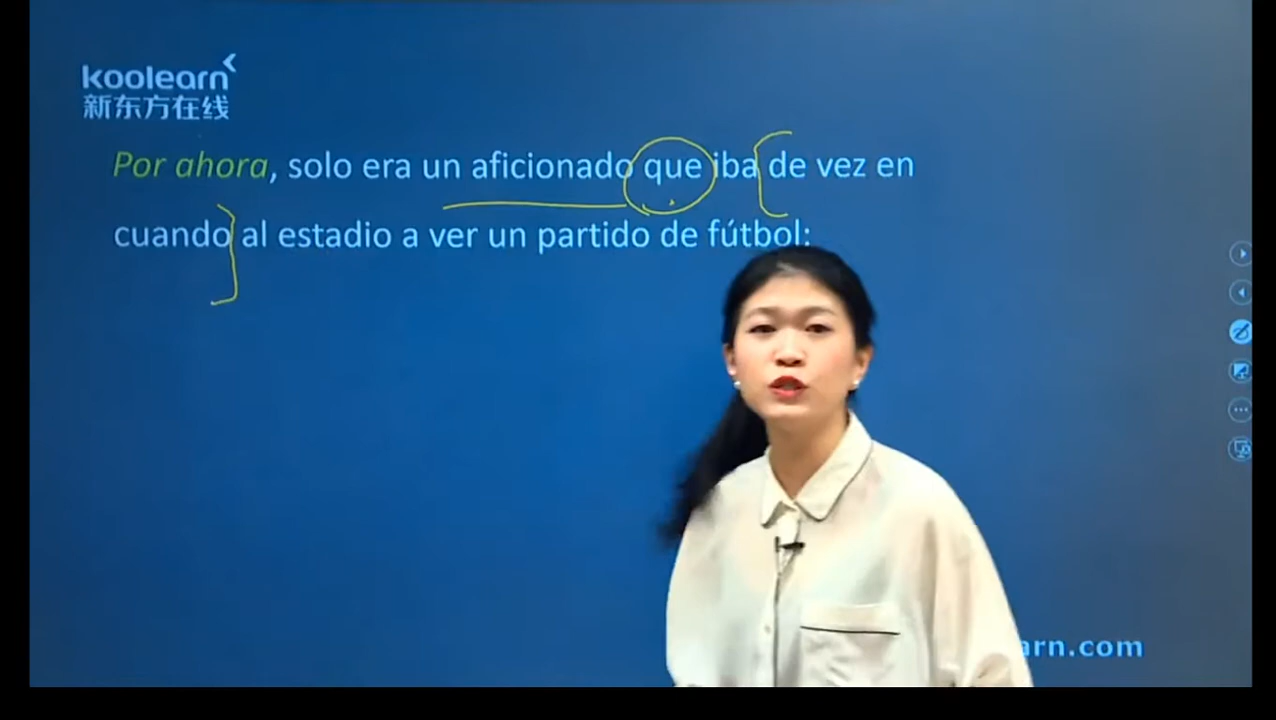 koolearn
新东方在线
Por ahora, solo era un aficionado que iba de vez en
cuando al estadio a ver un partido de fútbol:
arn.com